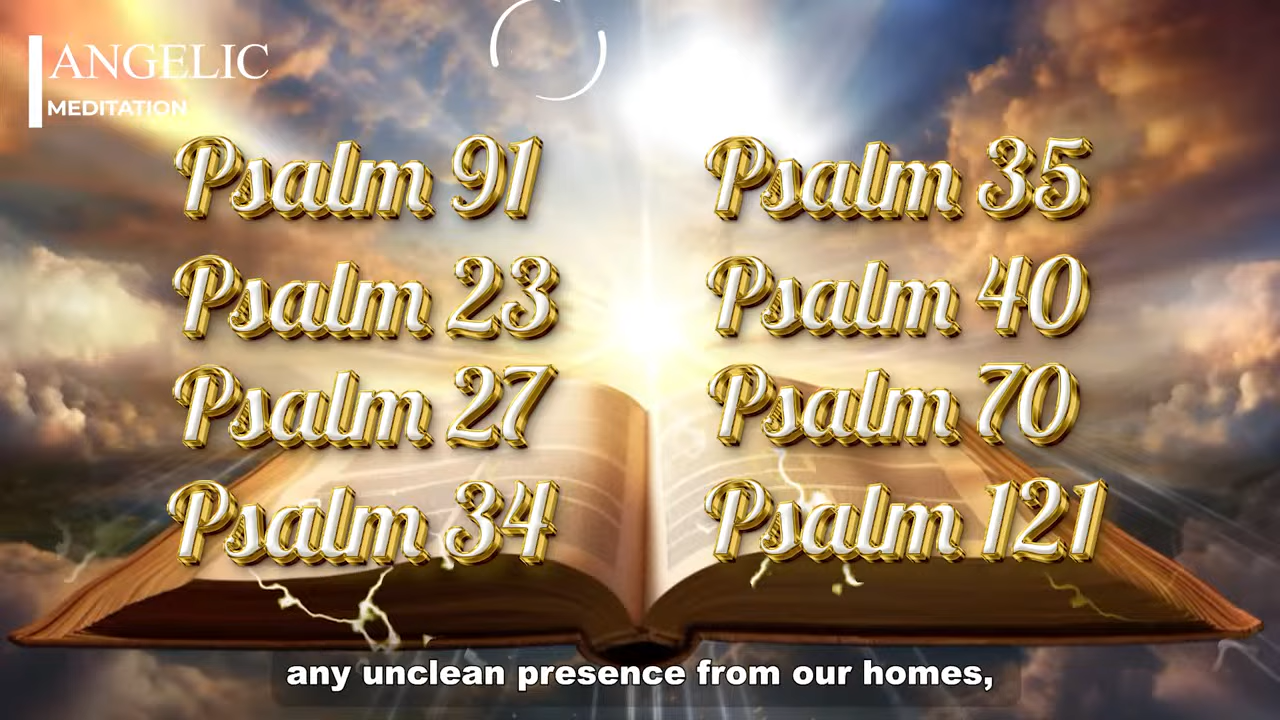 ANGELIC
MEDITATION
Psalm 91
Psalm 23
Psalm 27
Psalm 34
Psalm 35
Psalm 40
Psalm 70
Psalm 121
any unclean presence from our homes,